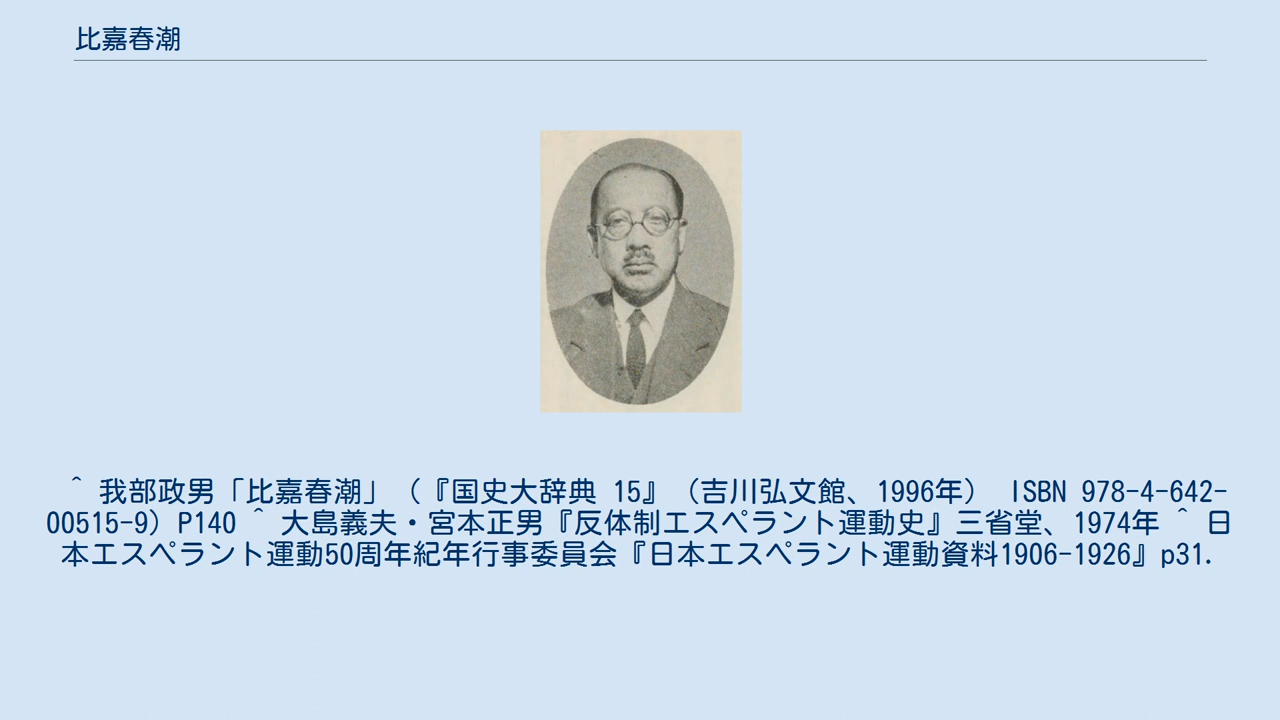 比嘉春潮
^ 我部政男「比嘉春潮」（『国史大辞典 15』（吉川弘文館、1996年） ISBN 978-4-642-
00515-9）P140 ^ 大島義夫・宮本正男『反体制エスペラント運動史』三省堂、1974年 ^ 日
本エスペラント運動50周年紀年行事委員会『日本エスペラント運動資料1906-1926』p31.